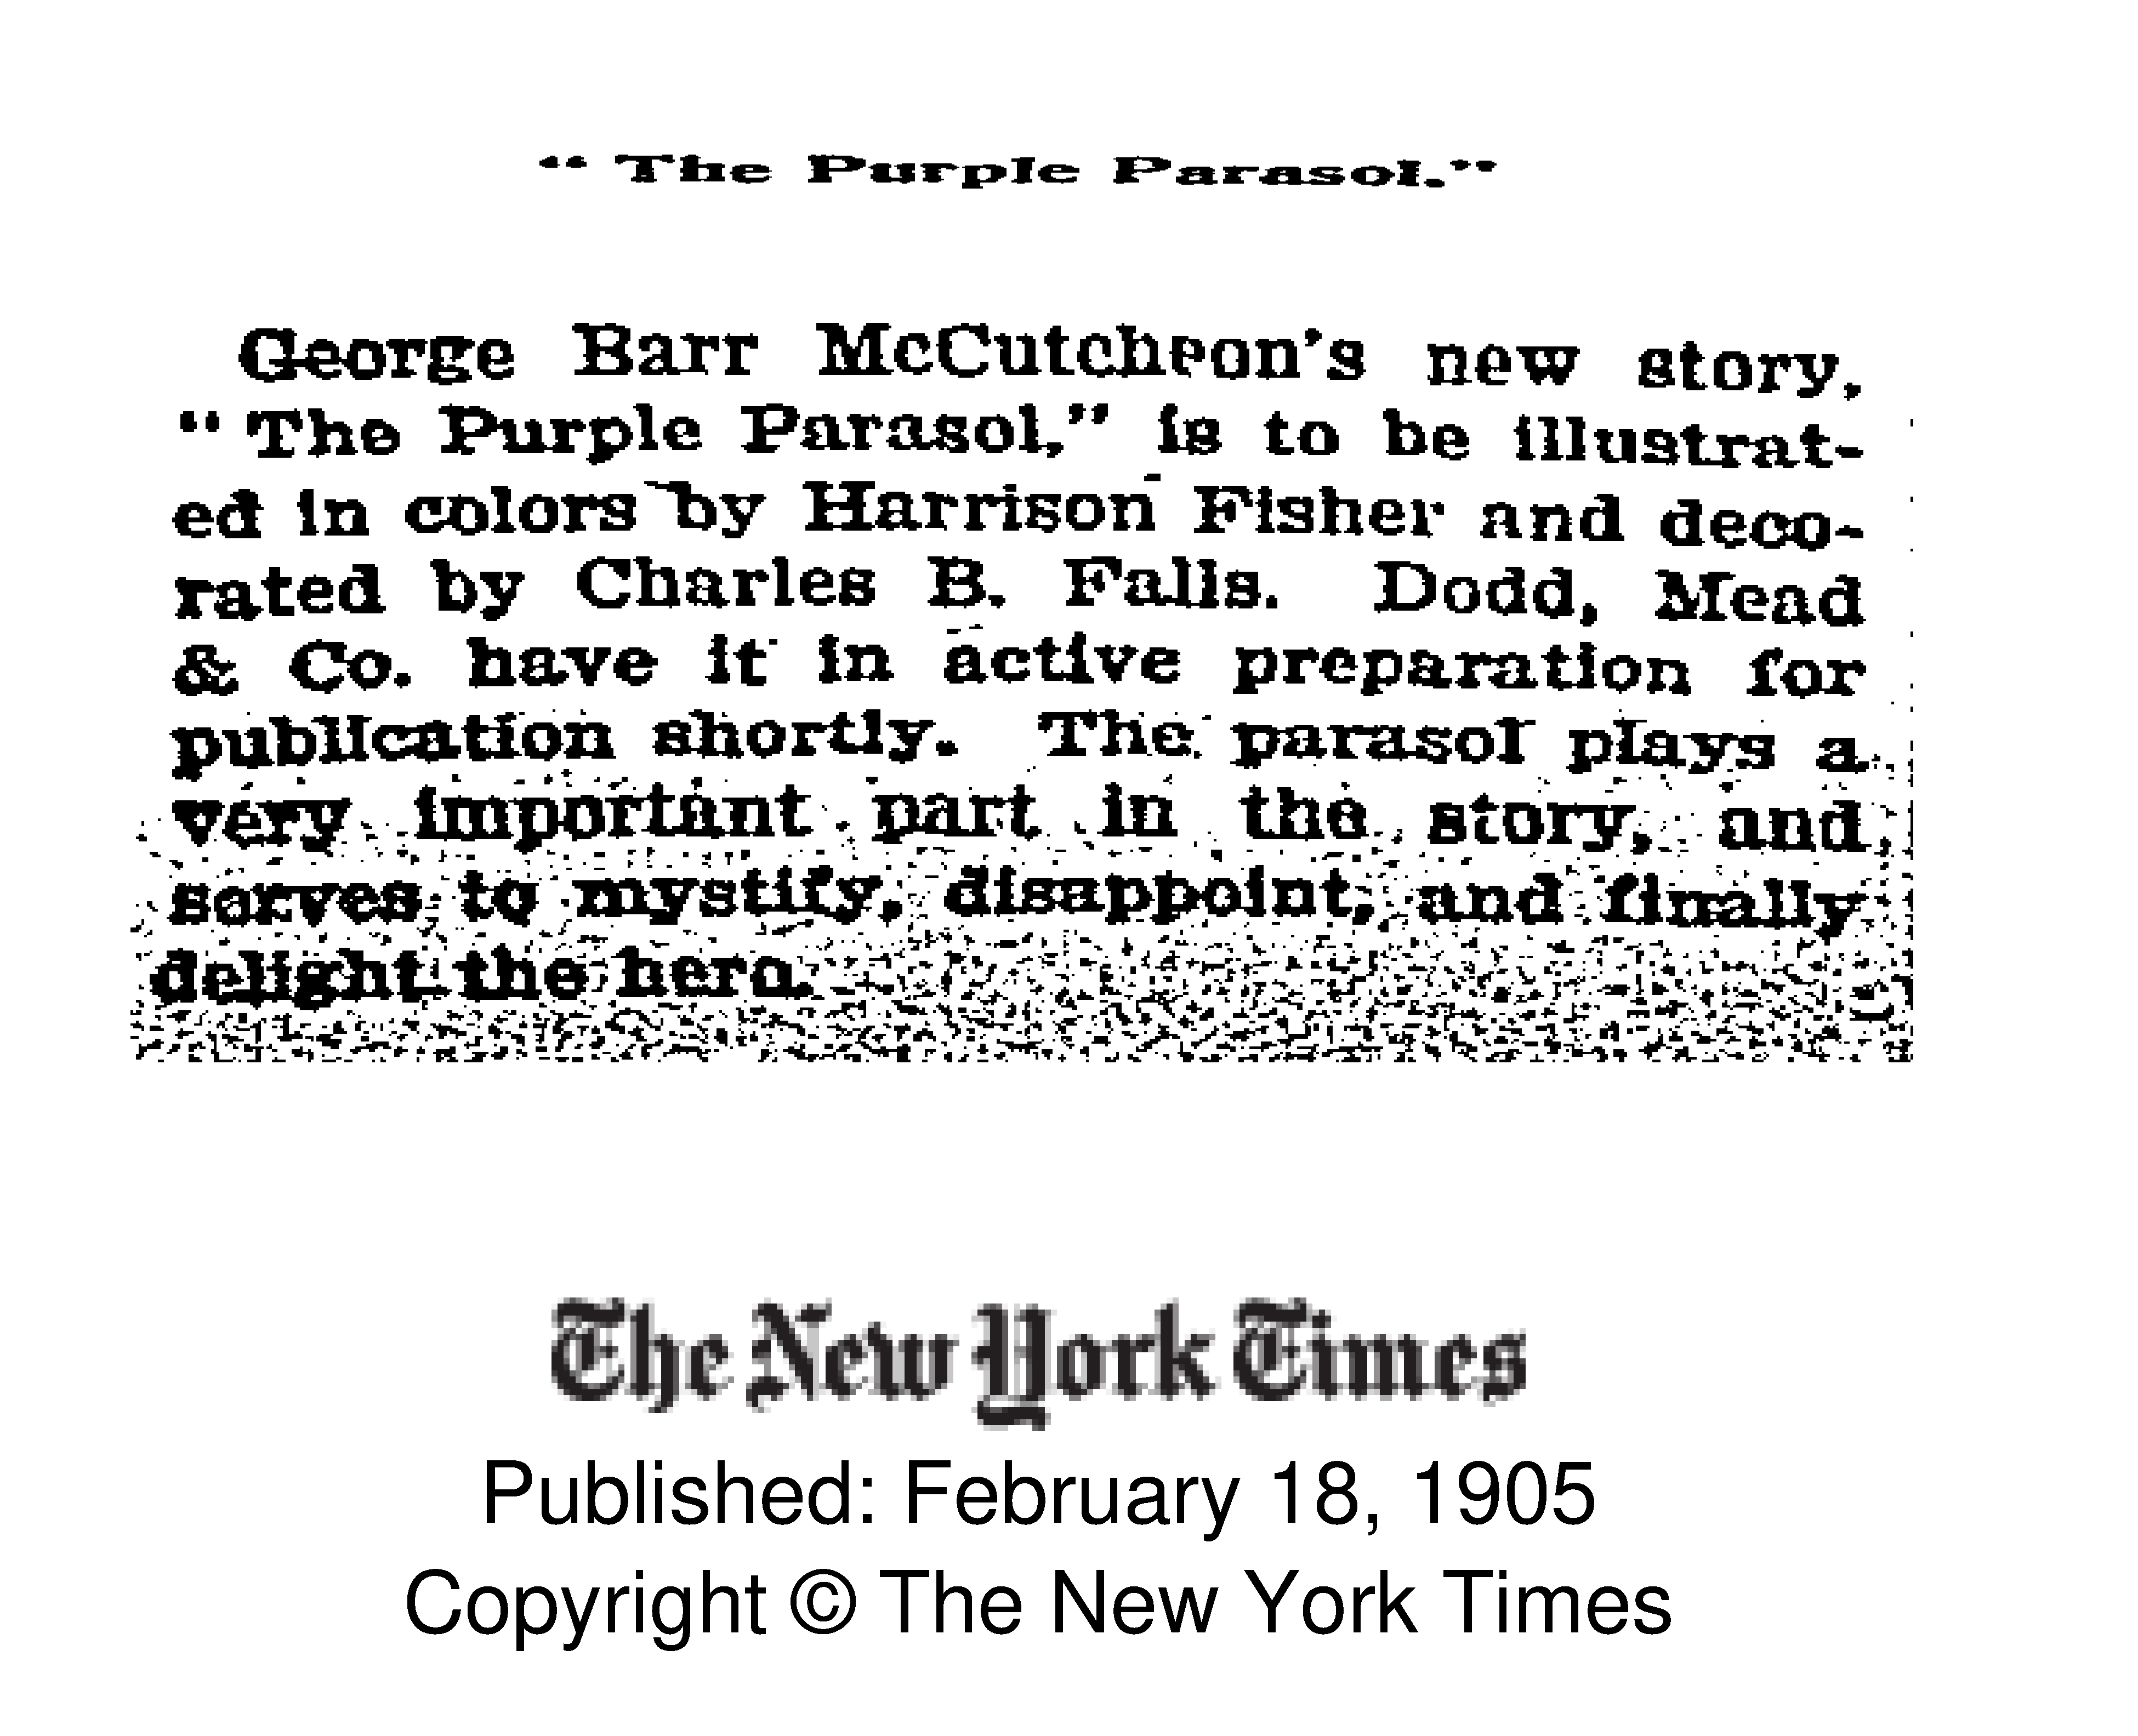 “ The Purple Parasol.”
George Barr McCutcheon's new story,
“ The Purple Parasol,” is to be illustrat-
ed in colors by Harrison Fisher and deco-
rated by Charles B. Falls. Dodd, Mead
& Co. have it in active preparation for
publication shortly. The parasol plays a
very important part in the story, and
serves to mystify, disappoint, and finally
delight the hero.
The New York Times
Published: February 18, 1905
Copyright © The New York Times